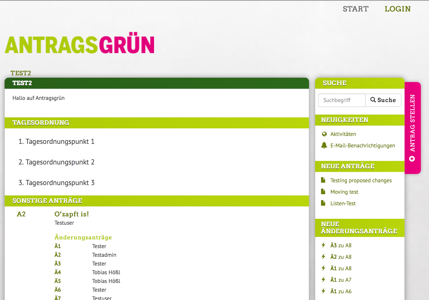 START LOGIN
ANTRAGSGRÜN
TEST2
TEST2
Hallo auf Antragsgrün
TAGESORDNUNG
1. Tagesordnungspunkt 1
2. Tagesordnungspunkt 2
3. Tagesordnungspunkt 3
SONSTIGE ANTRÄGE
A2 O'zapft is!
Testuser
Änderungsanträge
Ä1 Tester
Ä2 Testadmin
Ä3 Tester
Ä4 Tobias Hößl
Ä5 Tobias Hößl
Ä6 Tester
Ä7 Testuser
SUCHE
Suchbegriff Suche
NEUIGKEITEN
Aktivitäten
E-Mail-Benachrichtigungen
NEUE ANTRÄGE
Testing proposed changes
Moving test
Listen-Test
NEUE
ÄNDERUNGSANTRÄGE
Ä3 zu A8
Ä2 zu A8
Ä1 zu A8
Ä1 zu A7
Ä1 zu A6
ANTRAG STELLEN